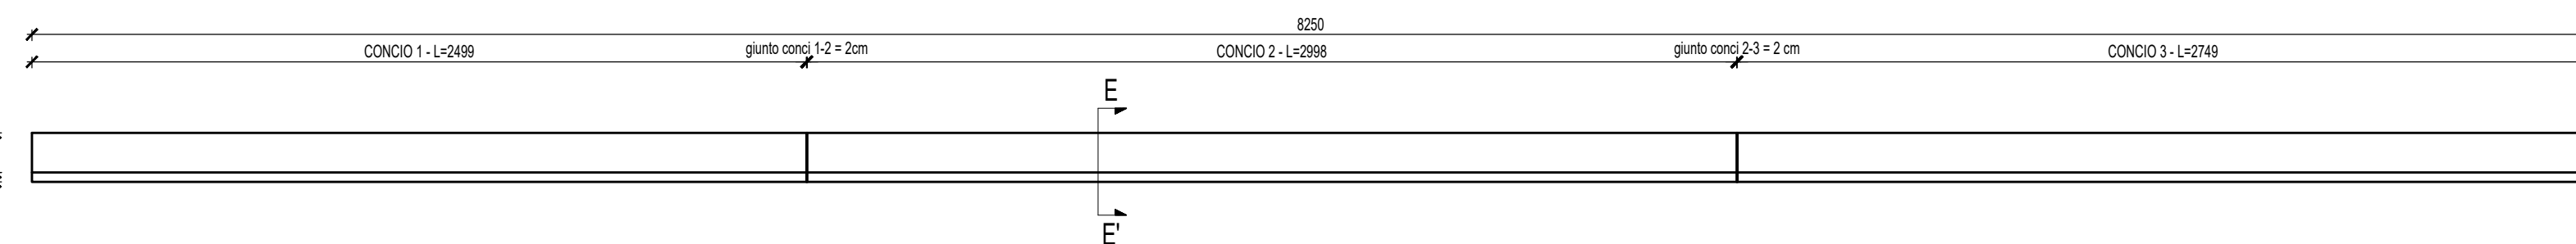 8250
CONCIO 1 - L=2499
giunto conci 1-2 = 2cm
CONCIO 2 - L=2998
giunto conci 2-3 = 2 cm
CONCIO 3 - L=2749
E
E'